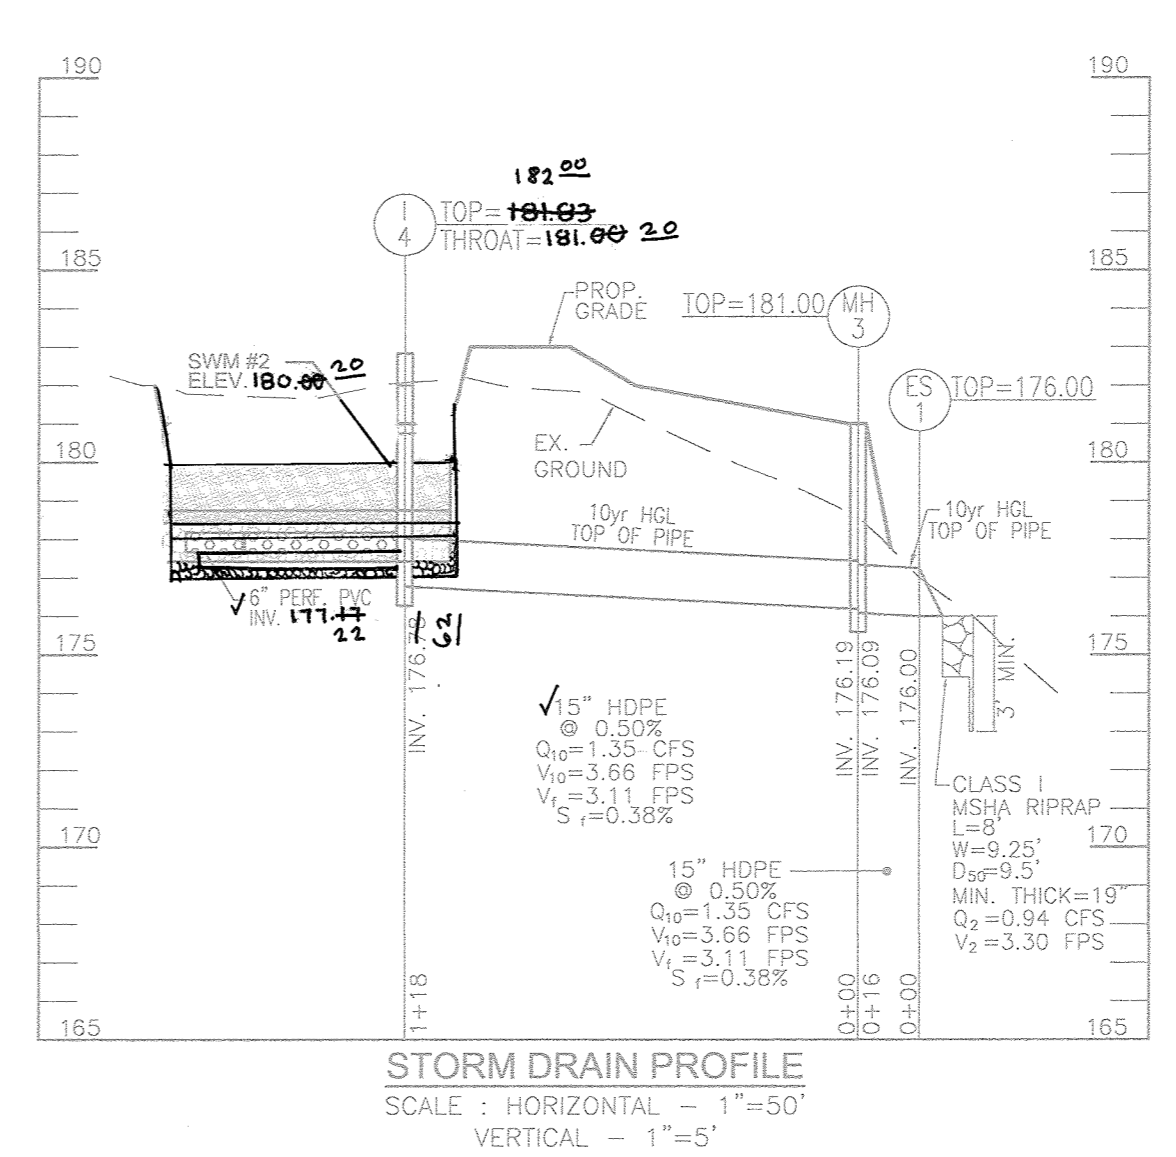 190
190
185
185
180
180
175
175
170
170
165
165
182 00
I
4
TOP= 181.83
THROAT=181.00 20
PROP.
GRADE
TOP=181.00
MH
3
SWM #2
ELEV. 180.00 20
ES
1
TOP=176.00
EX.
GROUND
10yr HGL
TOP OF PIPE
10yr HGL
TOP OF PIPE
✓ 6" PERF. PVC
INV. 177.17
22
INV. 176.78
62
INV. 176.19
INV. 176.09
INV. 176.00
3' MIN.
✓15" HDPE
@ 0.50%
Q10=1.35 CFS
V10=3.66 FPS
Vf=3.11 FPS
Sf=0.38%
15" HDPE
@ 0.50%
Q10=1.35 CFS
V10=3.66 FPS
Vf=3.11 FPS
Sf=0.38%
CLASS I
MSHA RIPRAP
L=8'
W=9.25'
D50=9.5'
MIN. THICK=19"
Q2=0.94 CFS
V2=3.30 FPS
1+18
0+00
0+16
0+00
STORM DRAIN PROFILE
SCALE : HORIZONTAL - 1"=50'
VERTICAL - 1"=5'